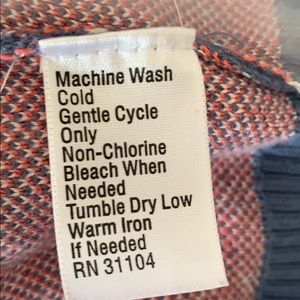 Machine Wash
Cold
Gentle Cycle
Only
Non-Chlorine
Bleach When
Needed
Tumble Dry Low
Warm Iron
If Needed
RN 31104